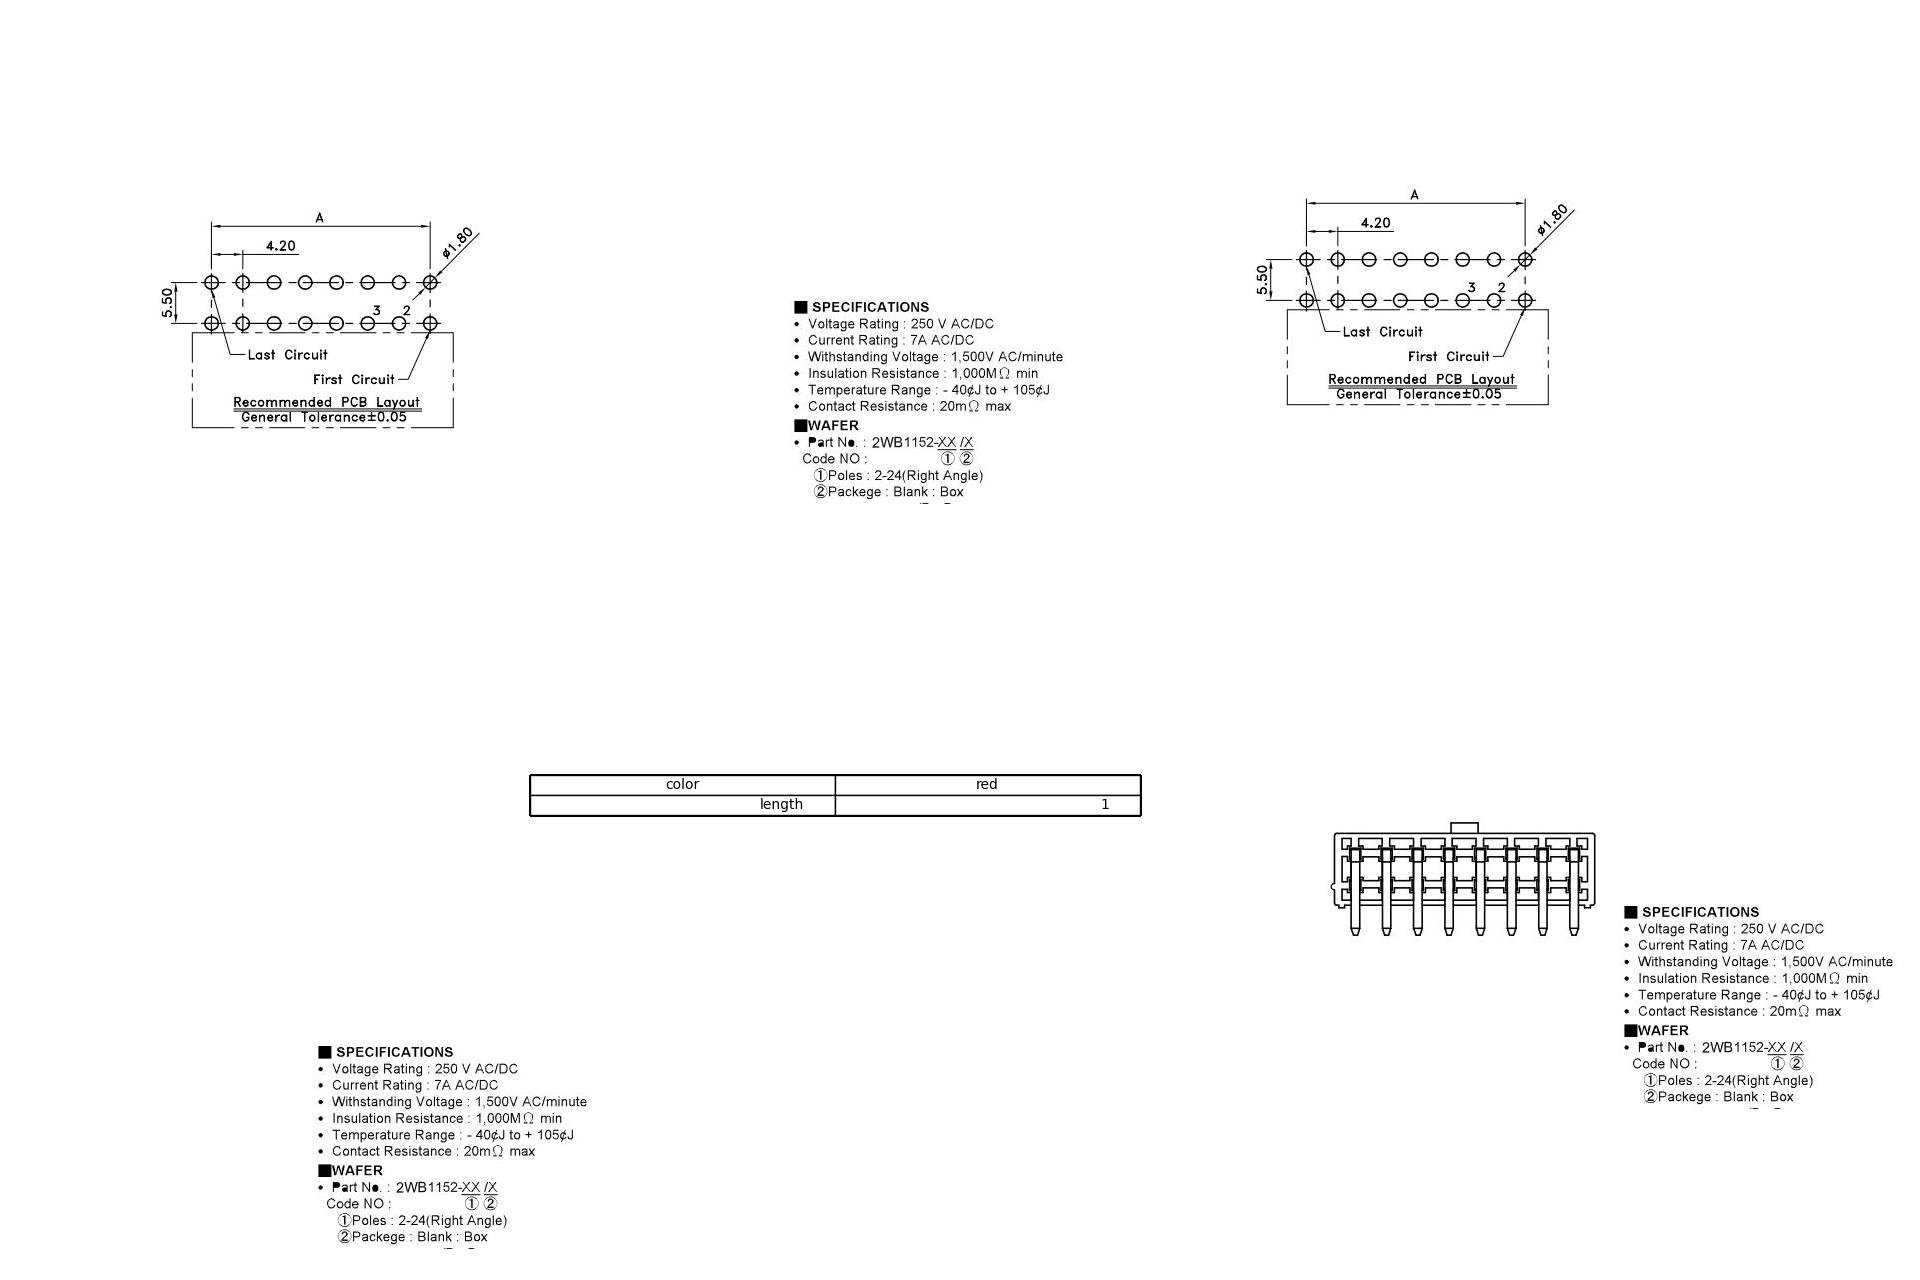 A
4.20
ø1.80
5.50
3
2
Last Circuit
First Circuit
Recommended PCB Layout
General Tolerance±0.05
■ SPECIFICATIONS
• Voltage Rating : 250 V AC/DC
• Current Rating : 7A AC/DC
• Withstanding Voltage : 1,500V AC/minute
• Insulation Resistance : 1,000MΩ min
• Temperature Range : - 40¢J to + 105¢J
• Contact Resistance : 20mΩ max
■WAFER
• Part No. : 2WB1152-XX /X
Code NO : ① ②
①Poles : 2-24(Right Angle)
②Packege : Blank : Box
A
4.20
ø1.80
5.50
3
2
Last Circuit
First Circuit
Recommended PCB Layout
General Tolerance±0.05
color red
length 1
■ SPECIFICATIONS
• Voltage Rating : 250 V AC/DC
• Current Rating : 7A AC/DC
• Withstanding Voltage : 1,500V AC/minute
• Insulation Resistance : 1,000MΩ min
• Temperature Range : - 40¢J to + 105¢J
• Contact Resistance : 20mΩ max
■WAFER
• Part No. : 2WB1152-XX /X
Code NO : ① ②
①Poles : 2-24(Right Angle)
②Packege : Blank : Box
■ SPECIFICATIONS
• Voltage Rating : 250 V AC/DC
• Current Rating : 7A AC/DC
• Withstanding Voltage : 1,500V AC/minute
• Insulation Resistance : 1,000MΩ min
• Temperature Range : - 40¢J to + 105¢J
• Contact Resistance : 20mΩ max
■WAFER
• Part No. : 2WB1152-XX /X
Code NO : ① ②
①Poles : 2-24(Right Angle)
②Packege : Blank : Box